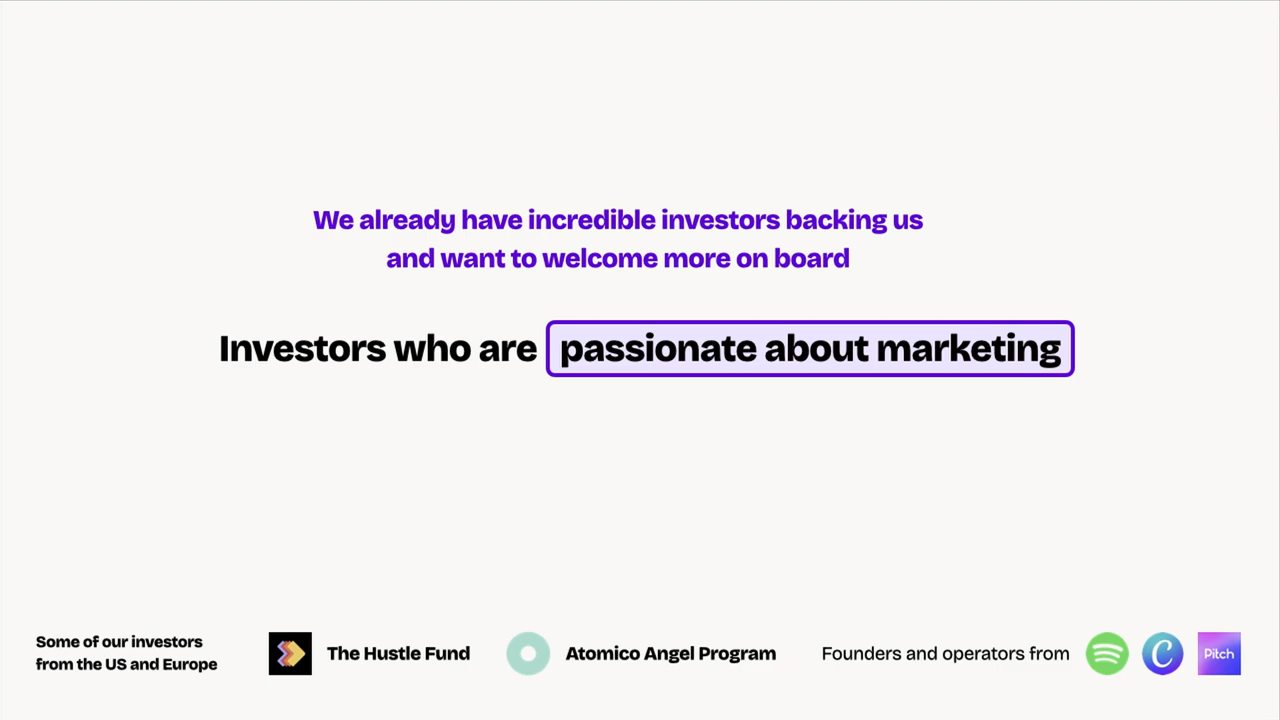 We already have incredible investors backing us
and want to welcome more on board
Investors who are passionate about marketing
Some of our investors
from the US and Europe
The Hustle Fund
Atomico Angel Program
Founders and operators from
C
Pitch